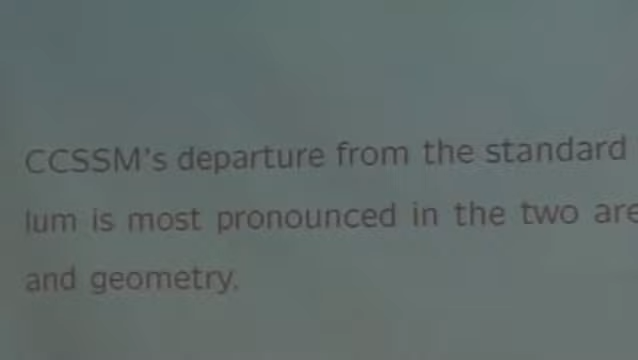 CCSSM's departure from the standard
lum is most pronounced in the two are
and geometry.